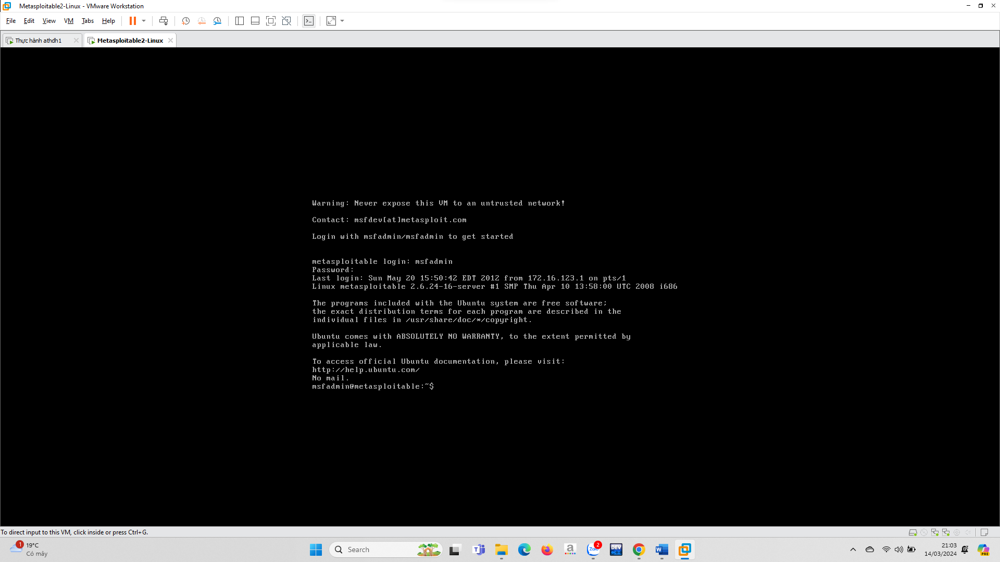 Metasploitable2-Linux - VMware Workstation
File Edit View VM Tabs Help
Thực hành athdh1
Metasploitable2-Linux
Warning: Never expose this VM to an untrusted network!
Contact: msfdev[at]metasploit.com
Login with msfadmin/msfadmin to get started
metasploitable login: msfadmin
Password:
Last login: Sun May 20 15:50:42 EDT 2012 from 172.16.123.1 on pts/1
Linux metasploitable 2.6.24-16-server #1 SMP Thu Apr 10 13:58:00 UTC 2008 i686
The programs included with the Ubuntu system are free software;
the exact distribution terms for each program are described in the
individual files in /usr/share/doc/*/copyright.
Ubuntu comes with ABSOLUTELY NO WARRANTY, to the extent permitted by
applicable law.
To access official Ubuntu documentation, please visit:
http://help.ubuntu.com/
No mail.
msfadmin@metasploitable:~$
To direct input to this VM, click inside or press Ctrl+G.
1
19°C
Có mây
Search
a
Zalo
2
DEV
W
21:03
14/03/2024
PRE